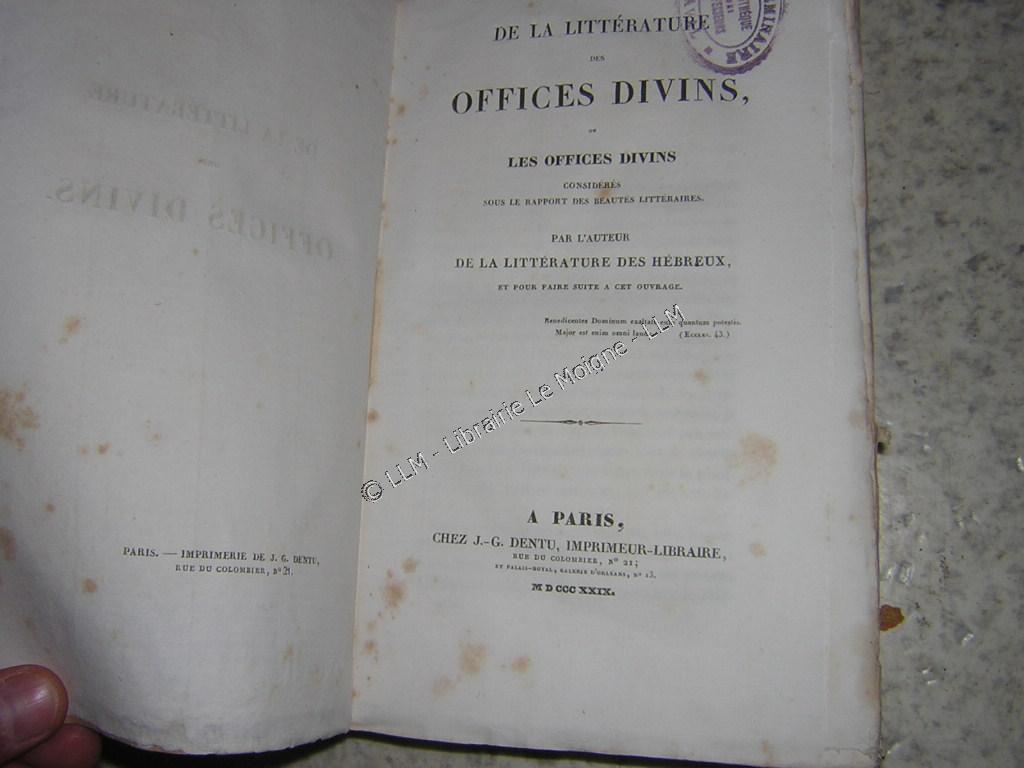 PARIS. — IMPRIMERIE DE J. G. DENTU,
RUE DU COLOMBIER, Nº 21.
DE LA LITTÉRATURE
DES
OFFICES DIVINS,
OU
LES OFFICES DIVINS
CONSIDÉRÉS
SOUS LE RAPPORT DES BEAUTÉS LITTÉRAIRES.
PAR L'AUTEUR
DE LA LITTÉRATURE DES HÉBREUX,
ET POUR FAIRE SUITE A CET OUVRAGE.
Benedicentes Dominum quantum potestis.
Major est enim omni (ECCLES. 43.)
A PARIS,
CHEZ J.-G. DENTU, IMPRIMEUR-LIBRAIRE,
RUE DU COLOMBIER, Nº 21;
ET PALAIS-ROYAL, GALERIE D'ORLÉANS, Nº 13.
M D CCC XXIX.
© LLM - Librairie Le Moigne - LLM